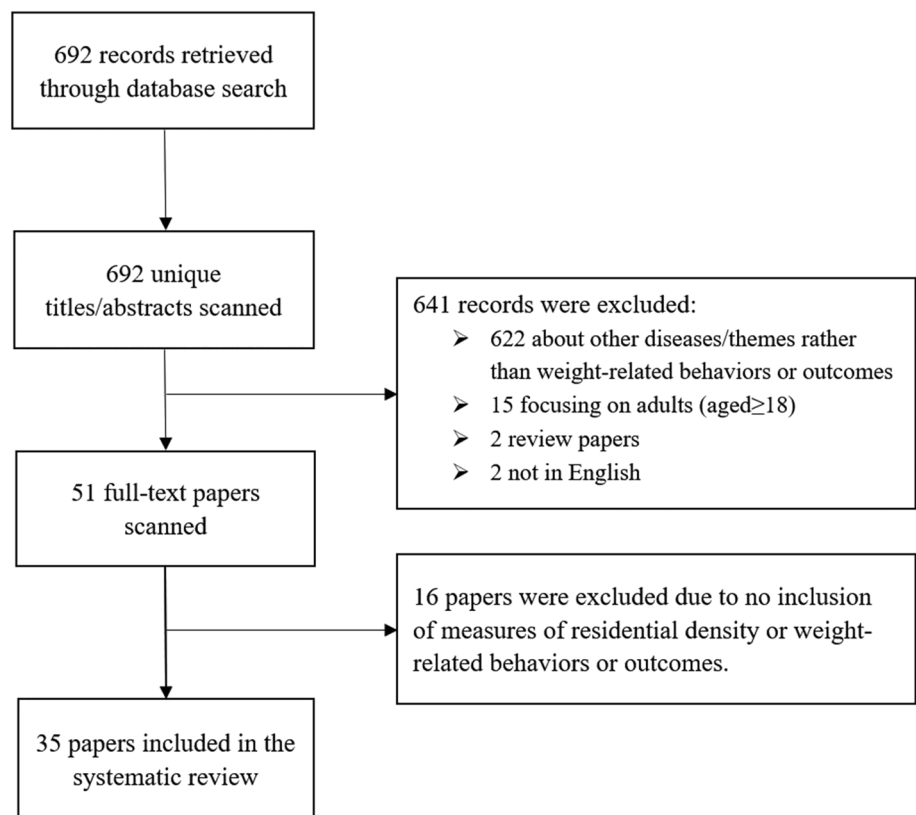 692 records retrieved
through database search
692 unique
titles/abstracts scanned
641 records were excluded:
➢ 622 about other diseases/themes rather
than weight-related behaviors or outcomes
➢ 15 focusing on adults (aged≥18)
➢ 2 review papers
➢ 2 not in English
51 full-text papers
scanned
16 papers were excluded due to no inclusion
of measures of residential density or weight-
related behaviors or outcomes.
35 papers included in the
systematic review